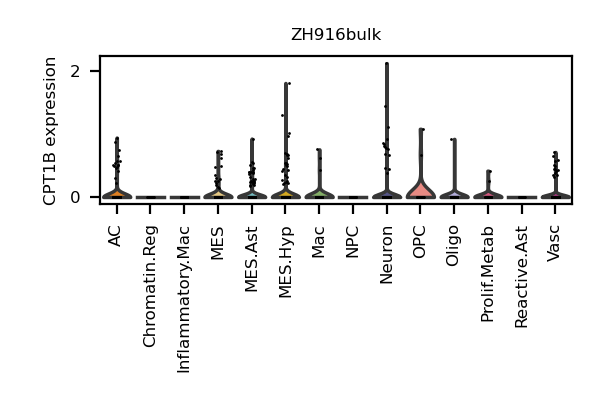 ZH916bulk
CPT1B expression
2
0
AC
Chromatin.Reg
Inflammatory.Mac
MES
MES.Ast
MES.Hyp
Mac
NPC
Neuron
OPC
Oligo
Prolif.Metab
Reactive.Ast
Vasc